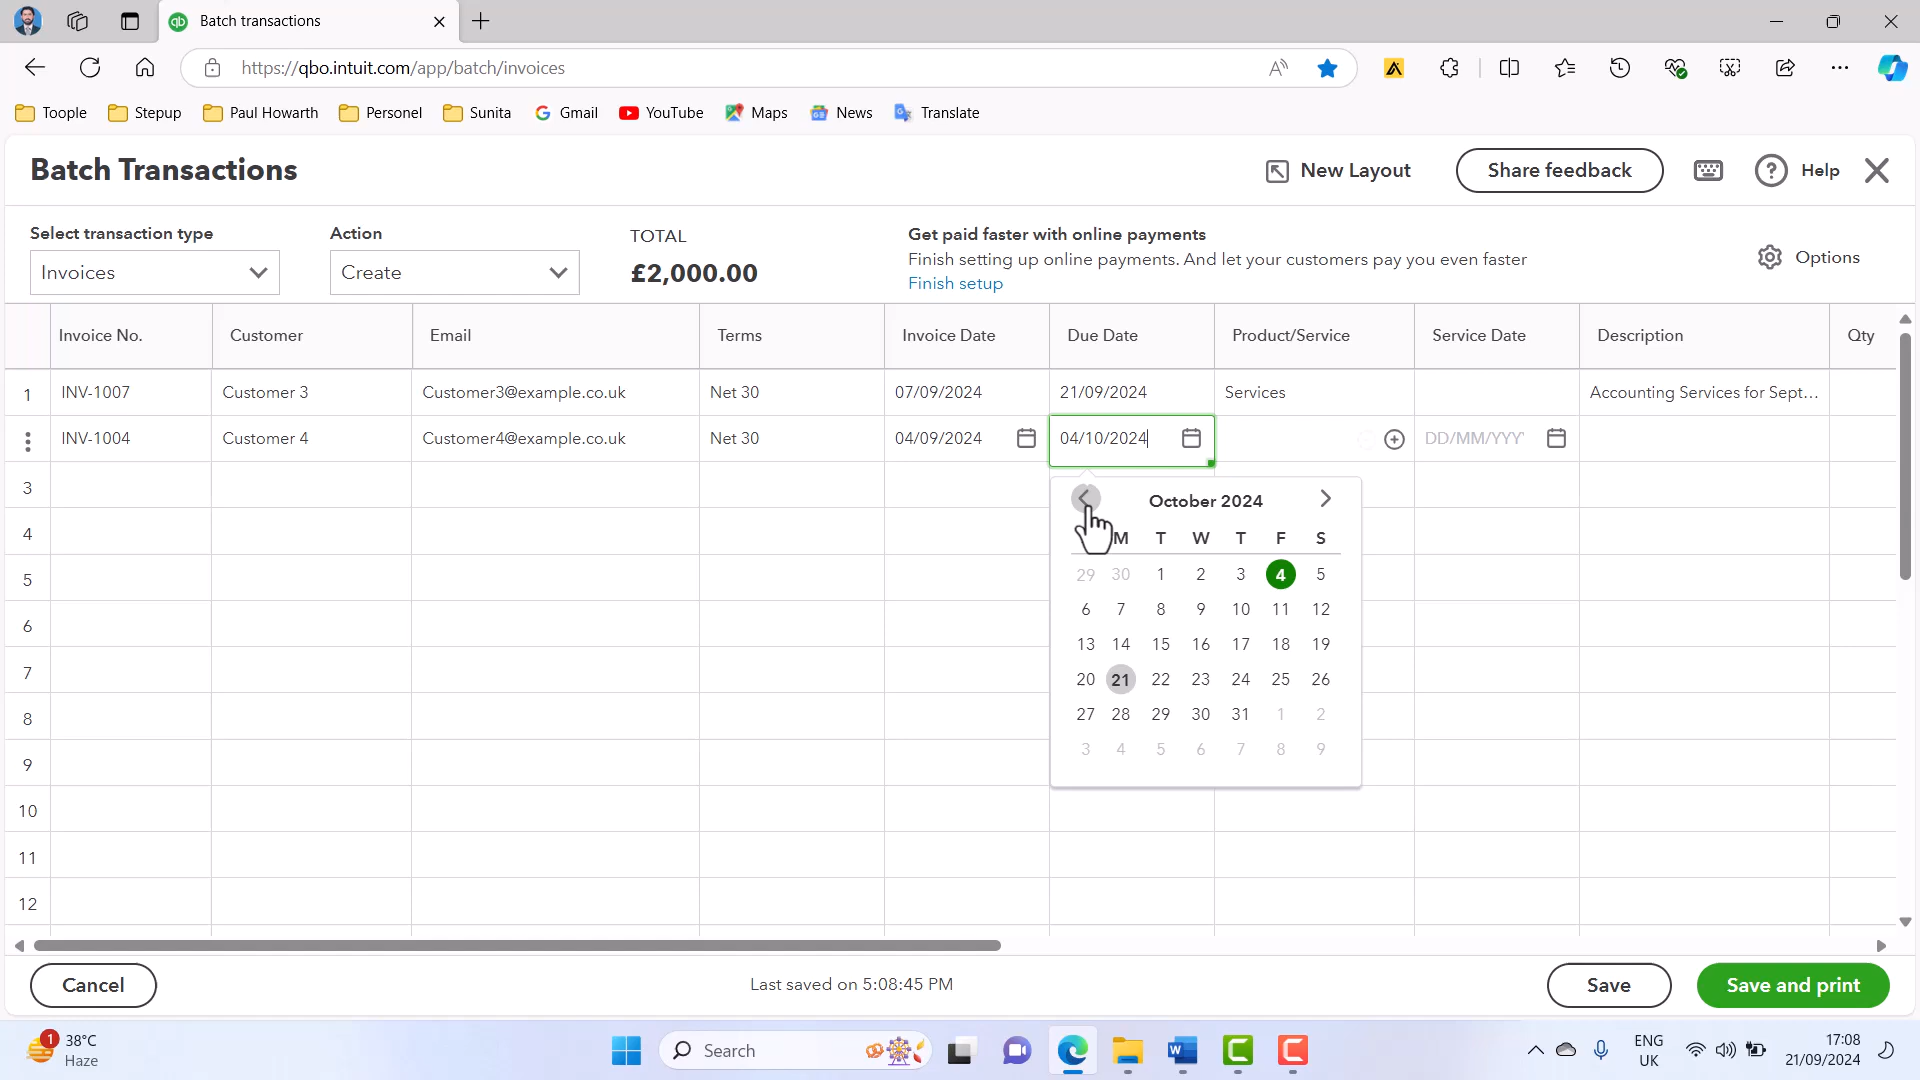 Batch transactions
https://qbo.intuit.com/app/batch/invoices
Toople
Stepup
Paul Howarth
Personel
Sunita
Gmail
YouTube
Maps
News
Translate
Batch Transactions
New Layout
Share feedback
Help
Select transaction type
Action
TOTAL
Get paid faster with online payments
Invoices
Create
£2,000.00
Finish setting up online payments. And let your customers pay you even faster
Finish setup
Options
Invoice No. Customer Email Terms Invoice Date Due Date Product/Service Service Date Description Qty
1 INV-1007 Customer 3 Customer3@example.co.uk Net 30 07/09/2024 21/09/2024 Services Accounting Services for Sept...
INV-1004 Customer 4 Customer4@example.co.uk Net 30 04/09/2024 04/10/2024 DD/MM/YYY
3
4
5
6
7
8
9
10
11
12
October 2024
M T W T F S
29 30 1 2 3 4 5
6 7 8 9 10 11 12
13 14 15 16 17 18 19
20 21 22 23 24 25 26
27 28 29 30 31 1 2
3 4 5 6 7 8 9
Cancel
Last saved on 5:08:45 PM
Save
Save and print
1
38°C
Haze
Search
ENG
UK
17:08
21/09/2024